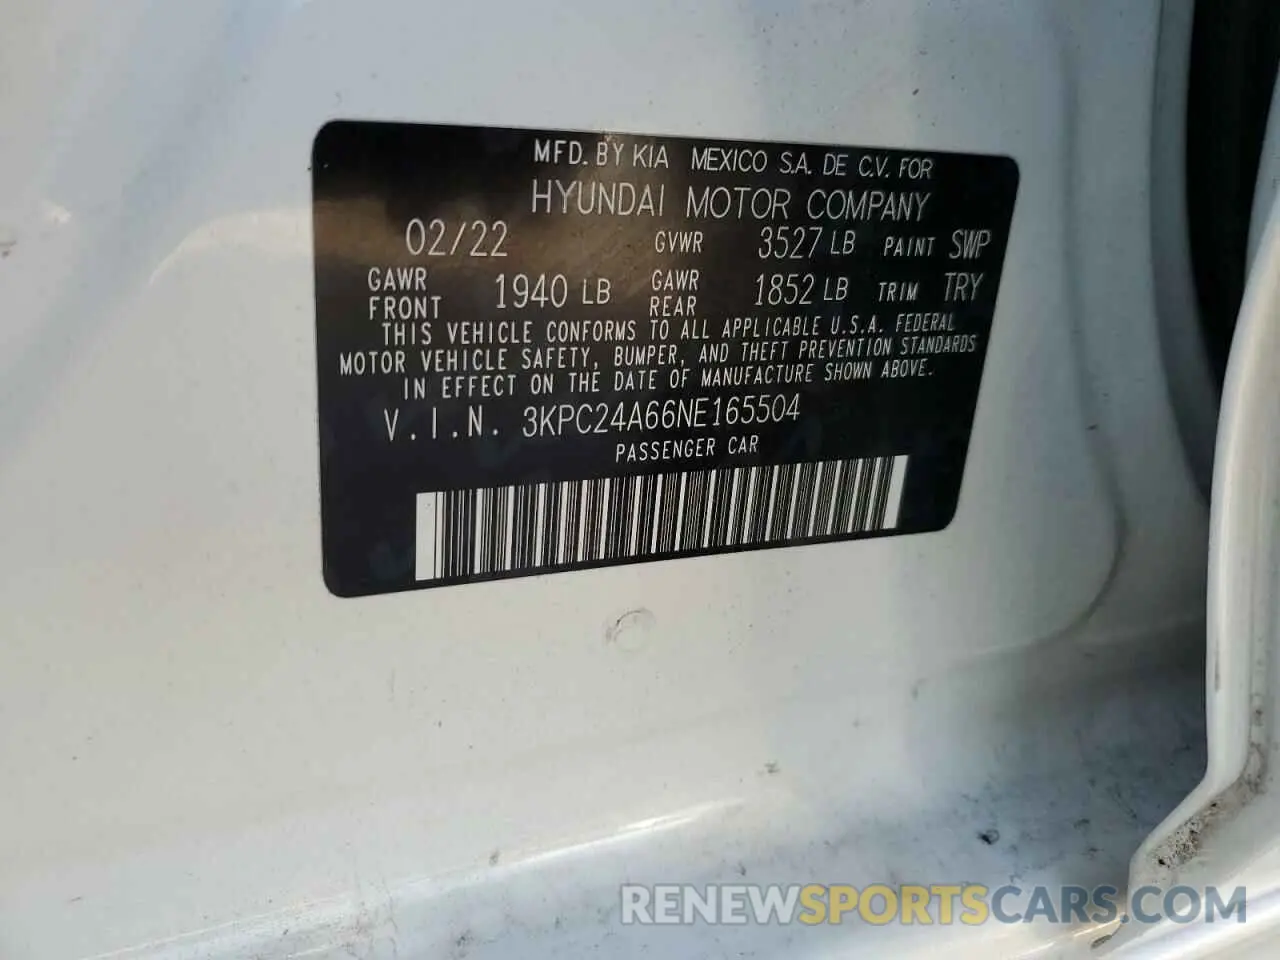 MFD. BY KIA MEXICO S.A. DE C.V. FOR
HYUNDAI MOTOR COMPANY
02/22 GVWR 3527 LB PAINT SWP
GAWR FRONT 1940 LB GAWR REAR 1852 LB TRIM TRY
THIS VEHICLE CONFORMS TO ALL APPLICABLE U.S.A. FEDERAL
MOTOR VEHICLE SAFETY, BUMPER, AND THEFT PREVENTION STANDARDS
IN EFFECT ON THE DATE OF MANUFACTURE SHOWN ABOVE.
V.I.N. 3KPC24A66NE165504
PASSENGER CAR
RENEWSPORTSCARS.COM